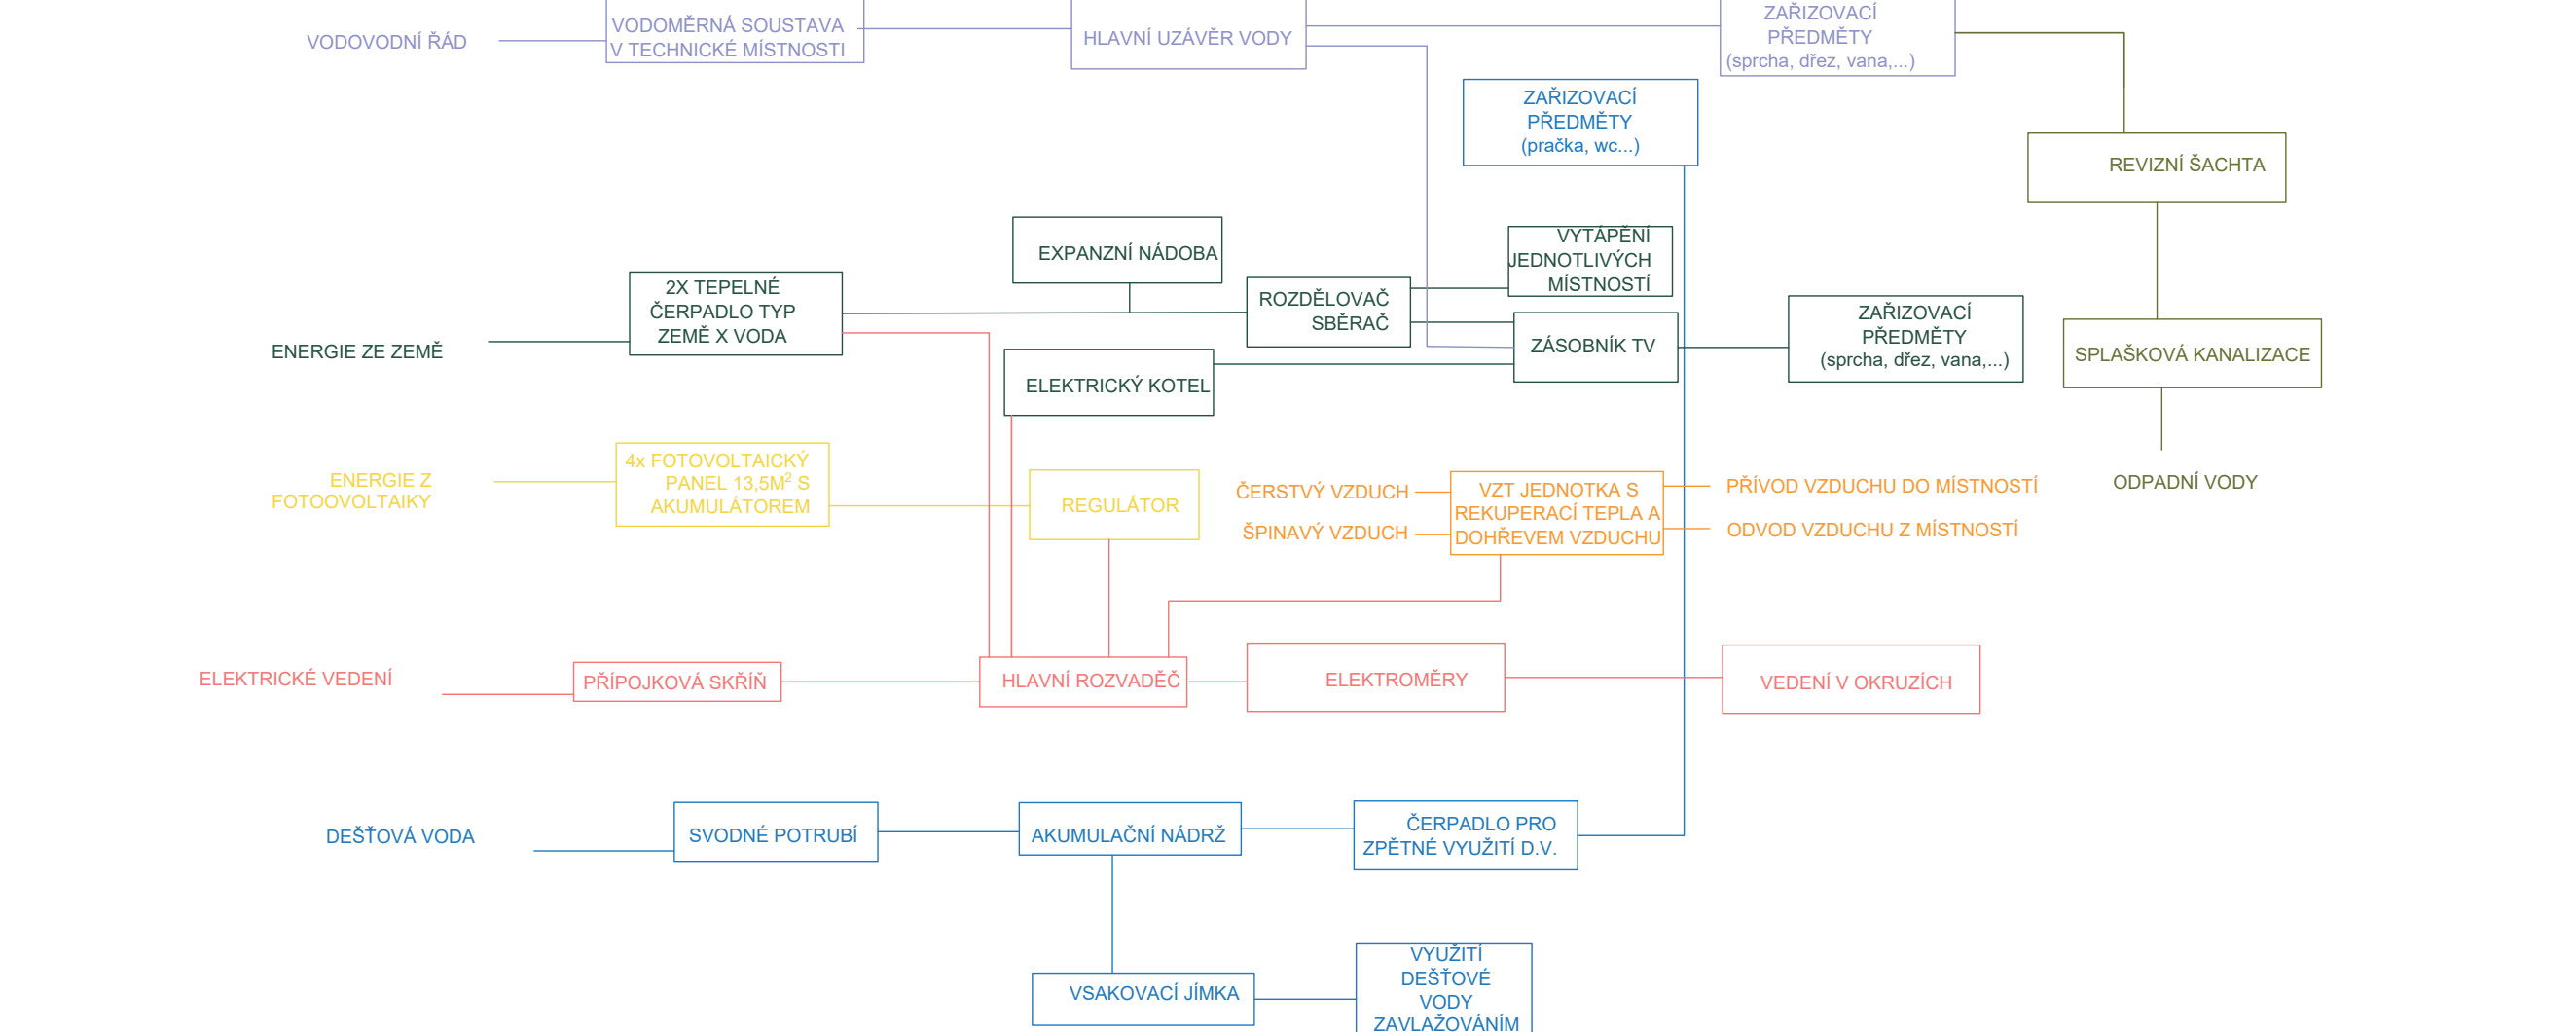 VODOVODNÍ ŘÁD
VODOMĚRNÁ SOUSTAVA
V TECHNICKÉ MÍSTNOSTI
HLAVNÍ UZÁVĚR VODY
ZAŘIZOVACÍ
PŘEDMĚTY
(sprcha, dřez, vana,...)
ZAŘIZOVACÍ
PŘEDMĚTY
(pračka, wc...)
REVIZNÍ ŠACHTA
EXPANZNÍ NÁDOBA
VYTÁPĚNÍ
JEDNOTLIVÝCH
MÍSTNOSTÍ
2X TEPELNÉ
ČERPADLO TYP
ZEMĚ X VODA
ROZDĚLOVAČ
SBĚRAČ
ENERGIE ZE ZEMĚ
ZÁSOBNÍK TV
ZAŘIZOVACÍ
PŘEDMĚTY
(sprcha, dřez, vana,...)
SPLAŠKOVÁ KANALIZACE
ELEKTRICKÝ KOTEL
ENERGIE Z
FOTOOVOLTAIKY
4x FOTOVOLTAICKÝ
PANEL 13,5M² S
AKUMULÁTOREM
REGULÁTOR
ČERSTVÝ VZDUCH
ŠPINAVÝ VZDUCH
VZT JEDNOTKA S
REKUPERACÍ TEPLA A
DOHŘEVEM VZDUCHU
PŘÍVOD VZDUCHU DO MÍSTNOSTÍ
ODVOD VZDUCHU Z MÍSTNOSTÍ
ODPADNÍ VODY
ELEKTRICKÉ VEDENÍ
PŘÍPOJKOVÁ SKŘÍŇ
HLAVNÍ ROZVADĚČ
ELEKTROMĚRY
VEDENÍ V OKRUZÍCH
DEŠŤOVÁ VODA
SVODNÉ POTRUBÍ
AKUMULAČNÍ NÁDRŽ
ČERPADLO PRO
ZPĚTNÉ VYUŽITÍ D.V.
VSAKOVACÍ JÍMKA
VYUŽITÍ
DEŠŤOVÉ
VODY
ZAVLAŽOVÁNÍM